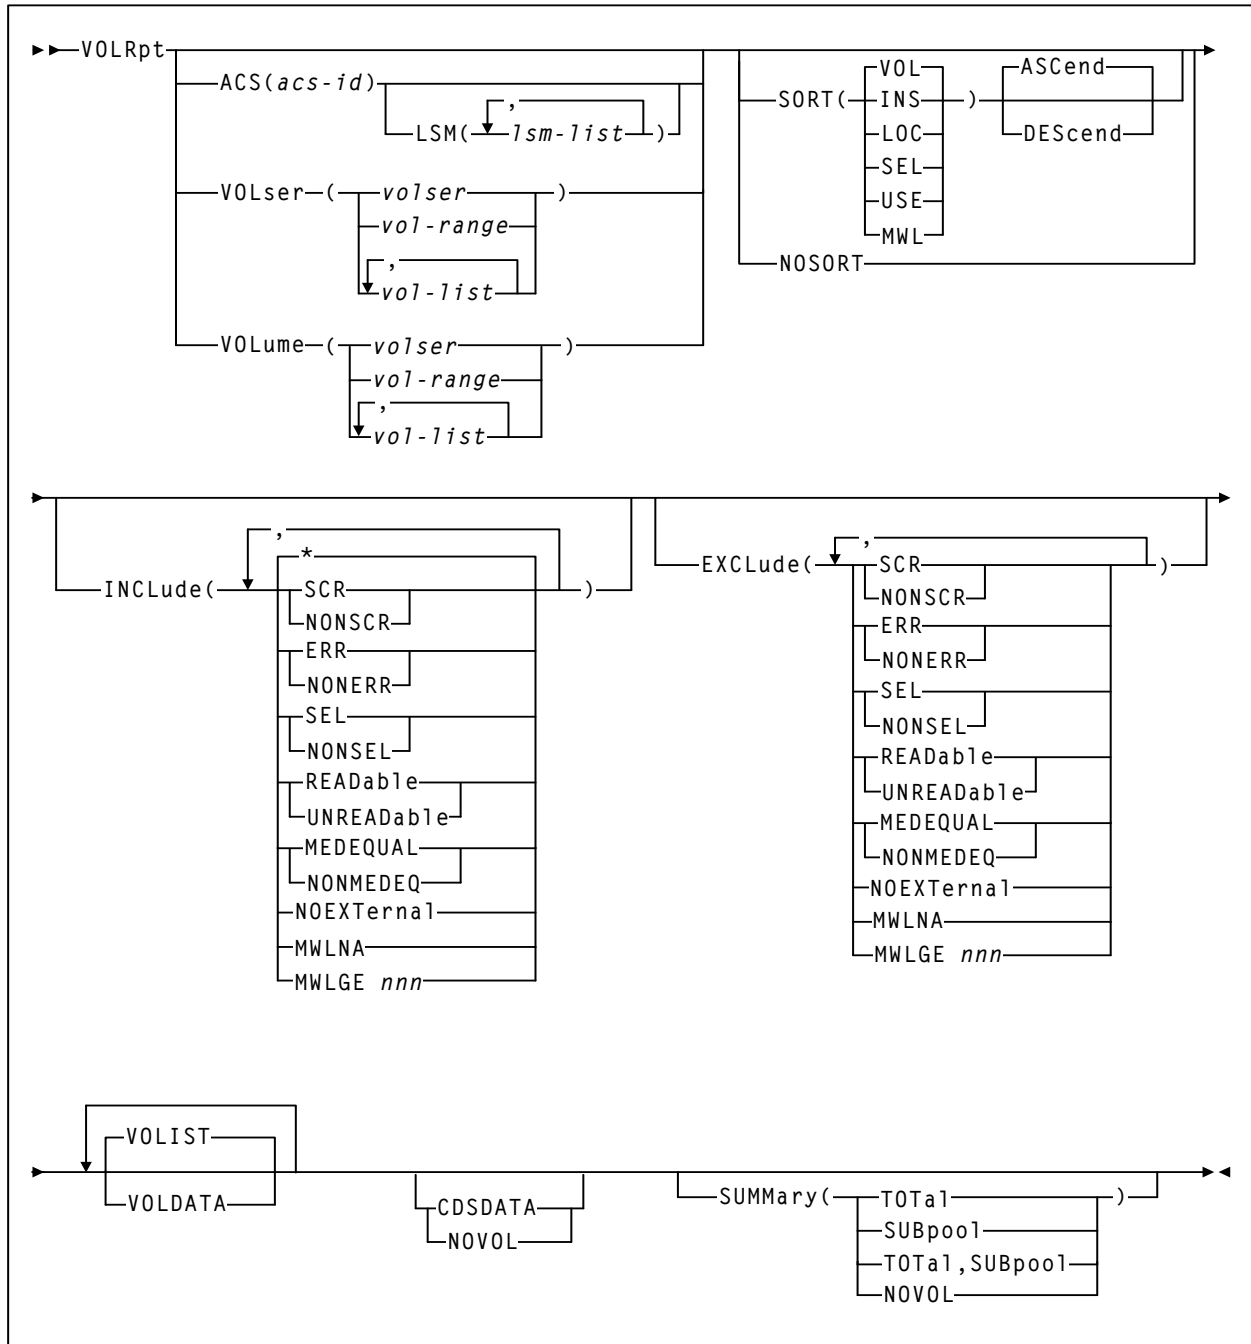 VOLRpt
ACS(acs-id)
LSM(
,
lsm-list
)
VOLser
(
volser
)
vol-range
,
vol-list
VOLume
(
volser
)
vol-range
,
vol-list
SORT(
VOL
INS
LOC
SEL
USE
MWL
)
ASCend
DEScend
NOSORT
INCLude(
,
*
SCR
NONSCR
ERR
NONERR
SEL
NONSEL
READable
UNREADable
MEDEQUAL
NONMEDEQ
NOEXTernal
MWLNA
MWLGE nnn
)
EXCLude(
,
SCR
NONSCR
ERR
NONERR
SEL
NONSEL
READable
UNREADable
MEDEQUAL
NONMEDEQ
NOEXTernal
MWLNA
MWLGE nnn
)
VOLIST
VOLDATA
CDSDATA
NOVOL
SUMMary(
TOTal
SUBpool
TOTal,SUBpool
NOVOL
)